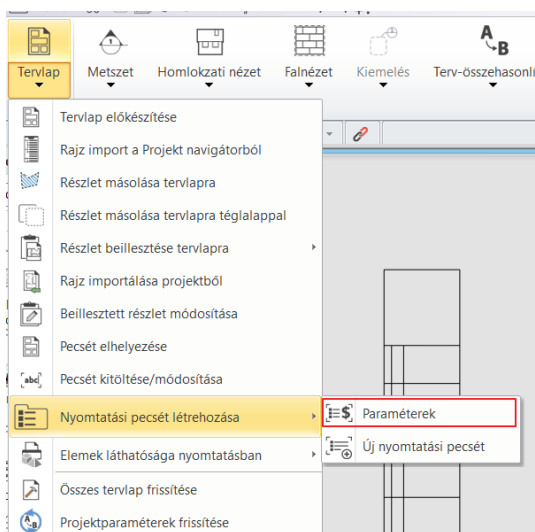 A
B
Tervlap Metszet Homlokzati nézet Falnézet Kiemelés Terv-összehasonlí
Tervlap előkészítése
Rajz import a Projekt navigátorból
Részlet másolása tervlapra
Részlet másolása tervlapra téglalappal
Részlet beillesztése tervlapra
Rajz importálása projektből
Beillesztett részlet módosítása
Pecsét elhelyezése
[abc] Pecsét kitöltése/módosítása
Nyomtatási pecsét létrehozása
Paraméterek
Új nyomtatási pecsét
Elemek láthatósága nyomtatásban
Összes tervlap frissítése
Projektparaméterek frissítése